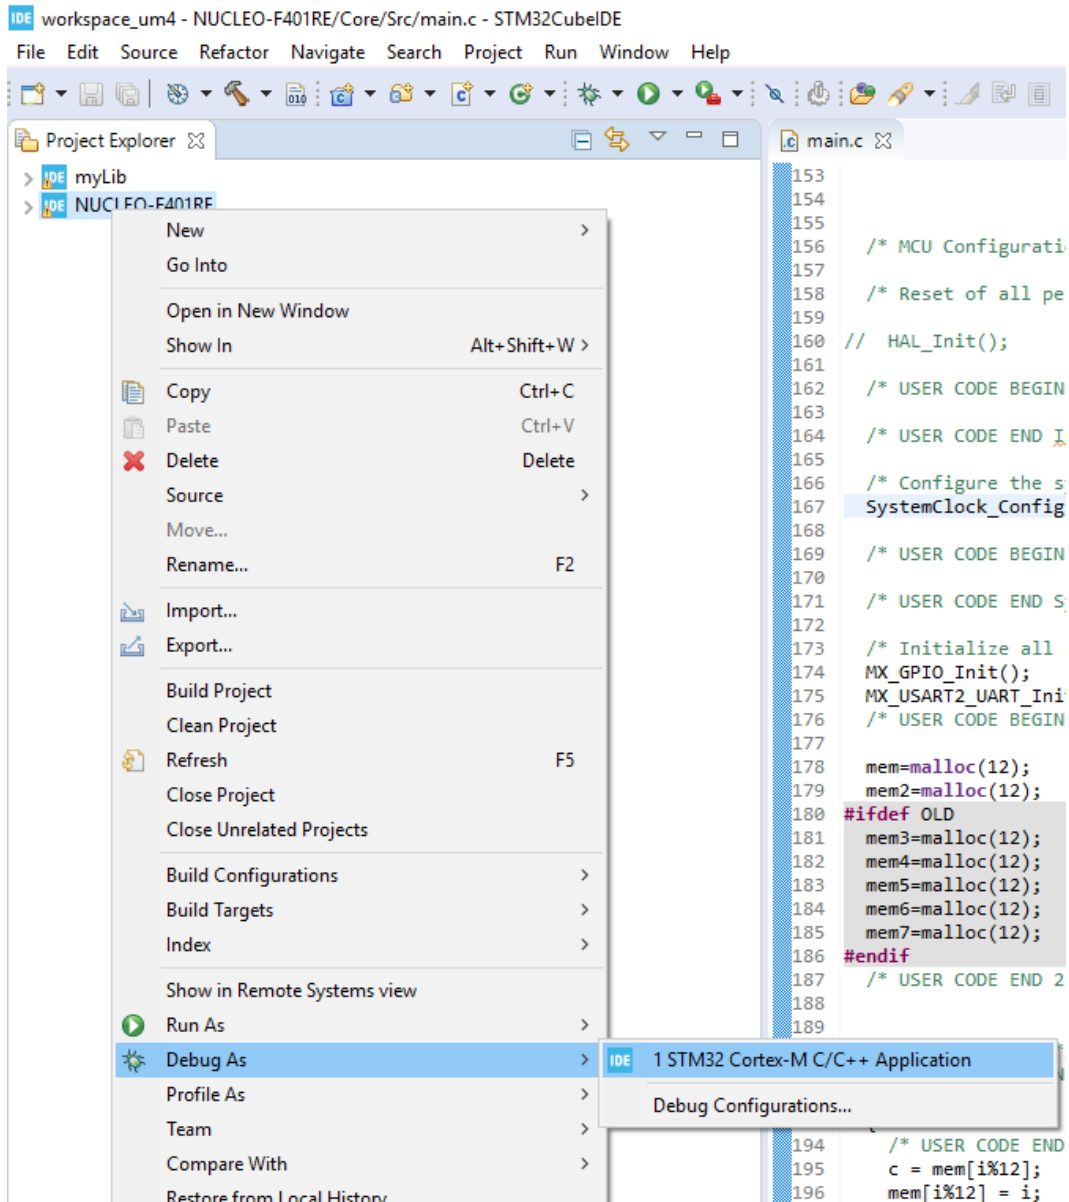 IDE workspace_um4 - NUCLEO-F401RE/Core/Src/main.c - STM32CubeIDE
File Edit Source Refactor Navigate Search Project Run Window Help
010
Project Explorer
main.c
IDE myLib
IDE NUCLEO-F401RE
New
Go Into
Open in New Window
Show In Alt+Shift+W
Copy Ctrl+C
Paste Ctrl+V
Delete Delete
Source
Move...
Rename... F2
Import...
Export...
Build Project
Clean Project
Refresh F5
Close Project
Close Unrelated Projects
Build Configurations
Build Targets
Index
Show in Remote Systems view
Run As
Debug As
Profile As
Team
Compare With
Restore from Local History
IDE 1 STM32 Cortex-M C/C++ Application
Debug Configurations...
153
154
155
156 /* MCU Configurati
157
158 /* Reset of all pe
159
160 // HAL_Init();
161
162 /* USER CODE BEGIN
163
164 /* USER CODE END I
165
166 /* Configure the s
167 SystemClock_Config
168
169 /* USER CODE BEGIN
170
171 /* USER CODE END S
172
173 /* Initialize all
174 MX_GPIO_Init();
175 MX_USART2_UART_Ini
176 /* USER CODE BEGIN
177
178 mem=malloc(12);
179 mem2=malloc(12);
180 #ifdef OLD
181 mem3=malloc(12);
182 mem4=malloc(12);
183 mem5=malloc(12);
184 mem6=malloc(12);
185 mem7=malloc(12);
186 #endif
187 /* USER CODE END 2
188
189
194 /* USER CODE END
195 c = mem[i%12];
196 mem[i%12] = i;